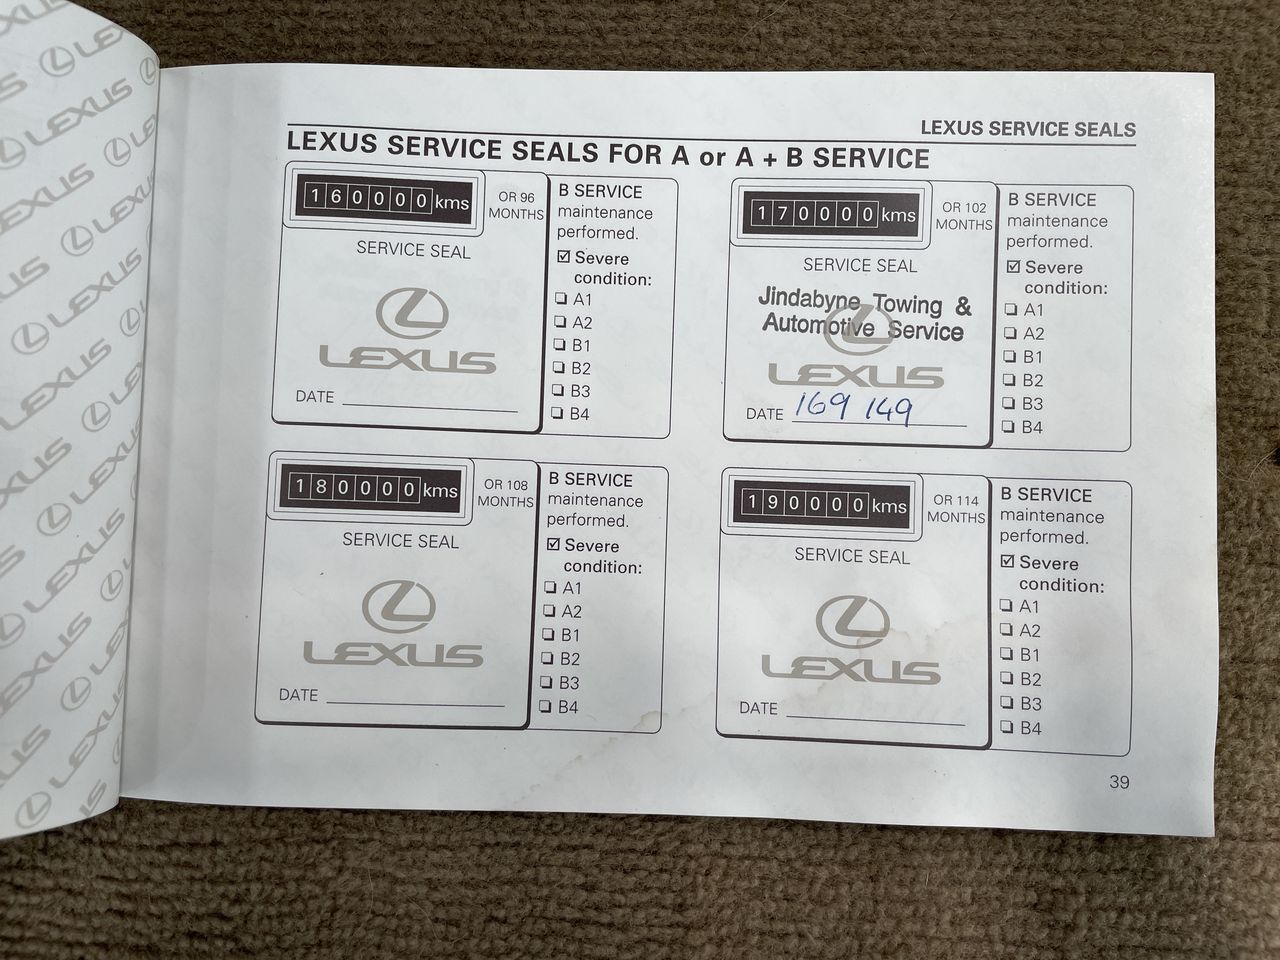 LEXUS SERVICE SEALS
LEXUS SERVICE SEALS FOR A or A + B SERVICE
160000 kms
OR 96
MONTHS
SERVICE SEAL
LEXUS
DATE
B SERVICE
maintenance
performed.
☑ Severe
condition:
❏ A1
❏ A2
❏ B1
❏ B2
❏ B3
❏ B4
170000 kms
OR 102
MONTHS
SERVICE SEAL
Jindabyne Towing &
Automotive Service
LEXUS
DATE 169 149
B SERVICE
maintenance
performed.
☑ Severe
condition:
❏ A1
❏ A2
❏ B1
❏ B2
❏ B3
❏ B4
180000 kms
OR 108
MONTHS
SERVICE SEAL
LEXUS
DATE
B SERVICE
maintenance
performed.
☑ Severe
condition:
❏ A1
❏ A2
❏ B1
❏ B2
❏ B3
❏ B4
190000 kms
OR 114
MONTHS
SERVICE SEAL
LEXUS
DATE
B SERVICE
maintenance
performed.
☑ Severe
condition:
❏ A1
❏ A2
❏ B1
❏ B2
❏ B3
❏ B4
39